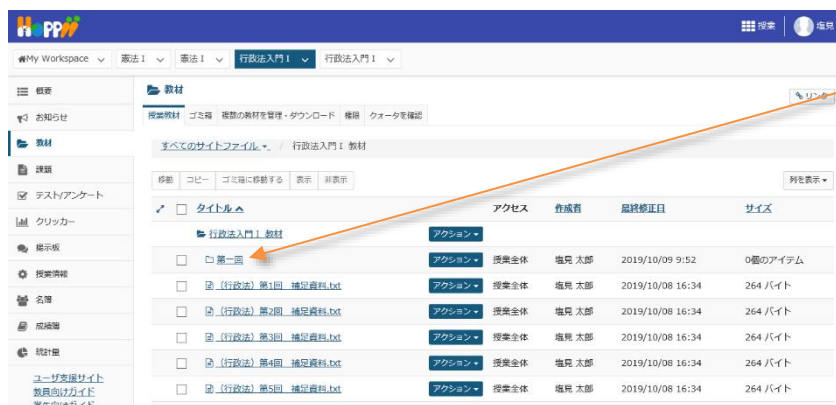 Hoppii
授業 塩見
My Workspace 憲法Ⅰ 憲法Ⅰ 行政法入門Ⅰ 行政法入門Ⅰ
概要
お知らせ
教材
課題
テスト/アンケート
クリッカー
掲示板
授業情報
名簿
成績簿
統計量
ユーザ支援サイト
教員向けガイド
学生向けガイド
教材
リンク
授業教材 ゴミ箱 複数の教材を管理・ダウンロード 権限 クォータを確認
すべてのサイトファイル / 行政法入門Ⅰ 教材
移動 コピー ゴミ箱に移動する 表示 非表示 列を表示
タイトル アクセス 作成者 最終修正日 サイズ
行政法入門Ⅰ 教材 アクション
第一回 アクション 授業全体 塩見 太郎 2019/10/09 9:52 0個のアイテム
(行政法)第1回 補足資料.txt アクション 授業全体 塩見 太郎 2019/10/08 16:34 264 バイト
(行政法)第2回 補足資料.txt アクション 授業全体 塩見 太郎 2019/10/08 16:34 264 バイト
(行政法)第3回 補足資料.txt アクション 授業全体 塩見 太郎 2019/10/08 16:34 264 バイト
(行政法)第4回 補足資料.txt アクション 授業全体 塩見 太郎 2019/10/08 16:34 264 バイト
(行政法)第5回 補足資料.txt アクション 授業全体 塩見 太郎 2019/10/08 16:34 264 バイト